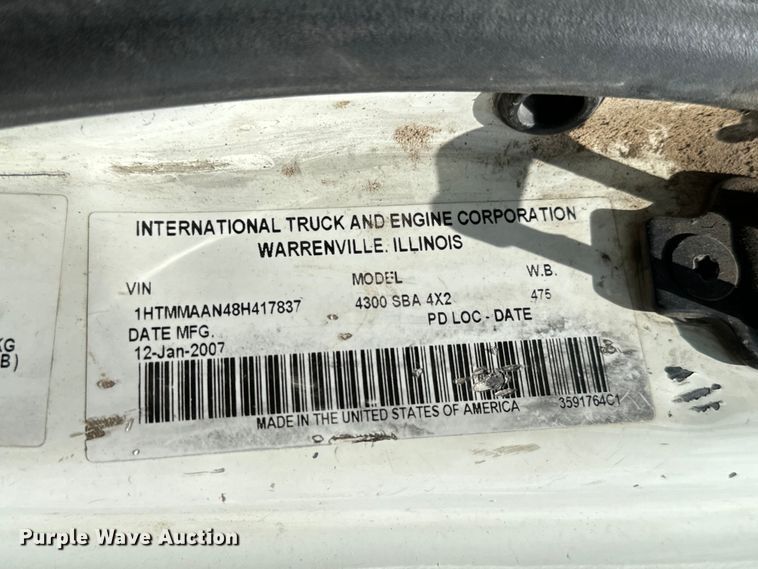 INTERNATIONAL TRUCK AND ENGINE CORPORATION
WARRENVILLE, ILLINOIS
VIN MODEL W.B.
1HTMMAAN48H417837 4300 SBA 4X2 475
DATE MFG. PD LOC - DATE
12-Jan-2007
KG
B)
MADE IN THE UNITED STATES OF AMERICA 3591764C1
Purple Wave Auction